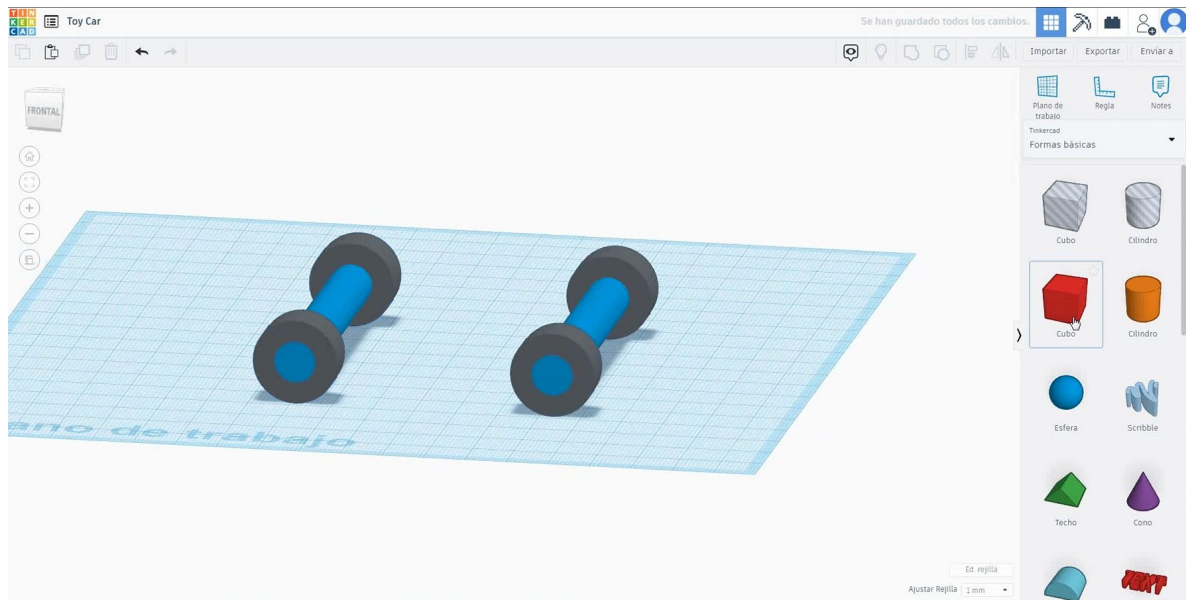 TIN
KER
CAD
Toy Car
Se han guardado todos los cambios.
Importar
Exportar
Enviar a
FRONTAL
Plano de
trabajo
Regla
Notes
Tinkercad
Formas básicas
Cubo
Cilindro
Cubo
Cilindro
Esfera
Scribble
Techo
Cono
TEXT
ano de trabajo
Ed. rejilla
Ajustar Rejilla
1 mm